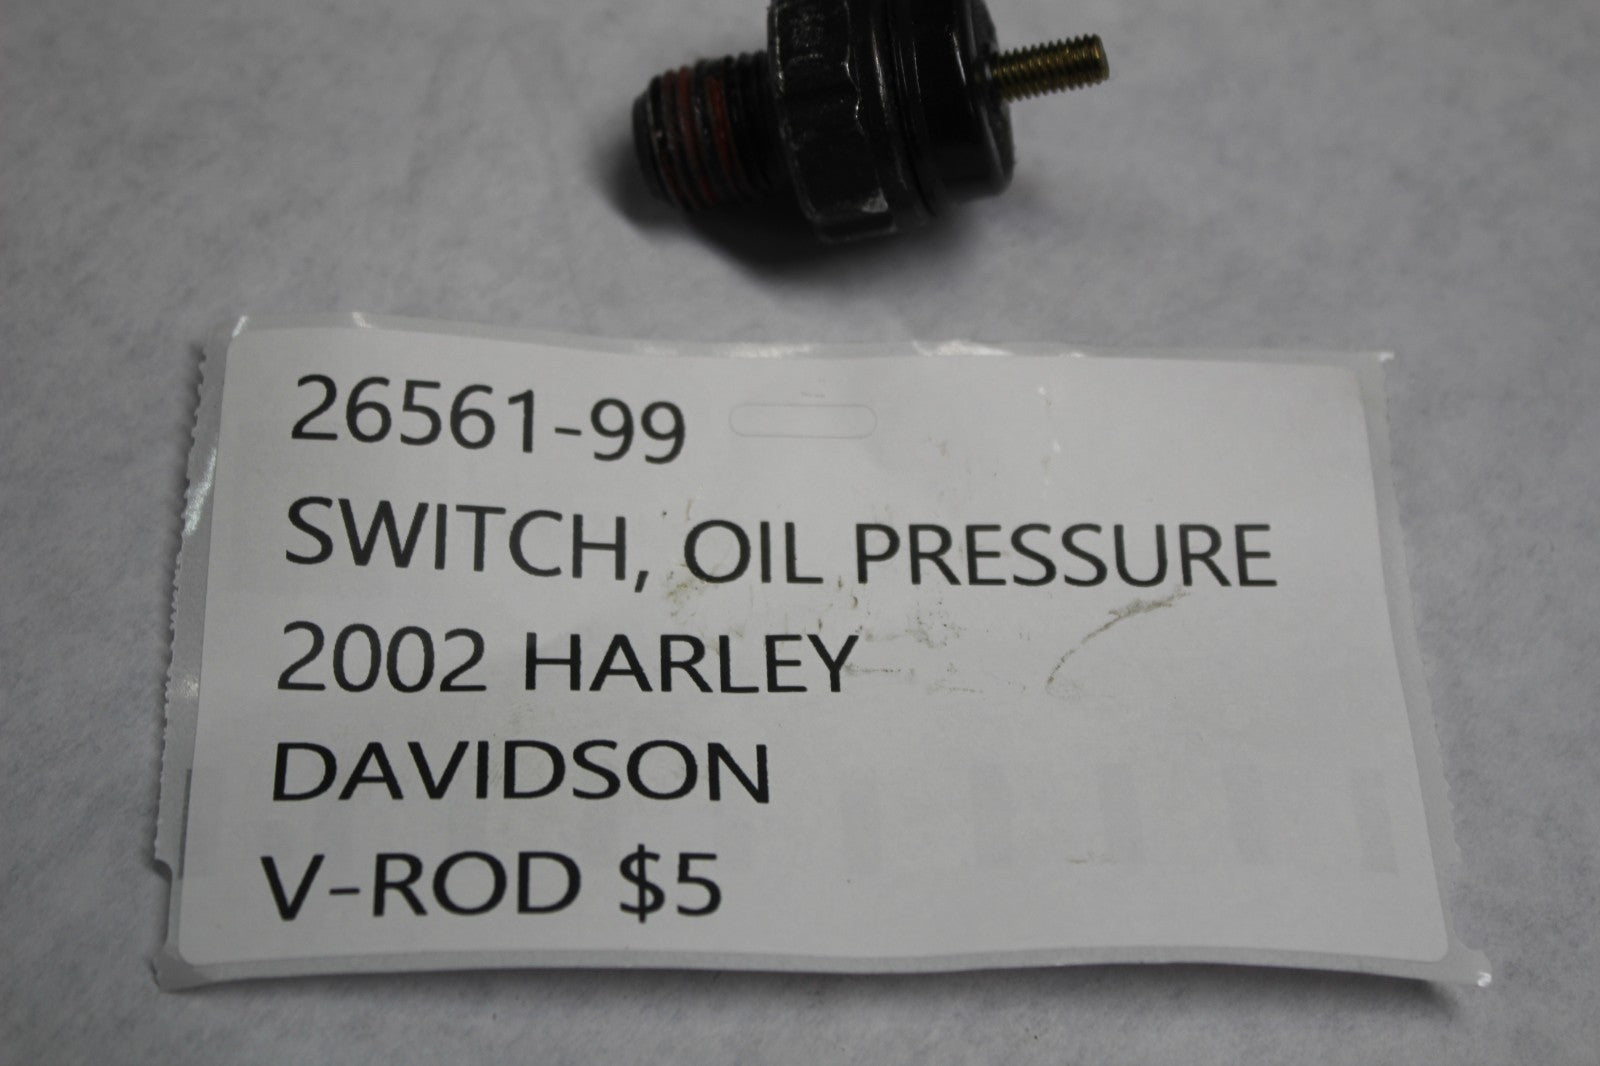 26561-99
SWITCH, OIL PRESSURE
2002 HARLEY
DAVIDSON
V-ROD $5